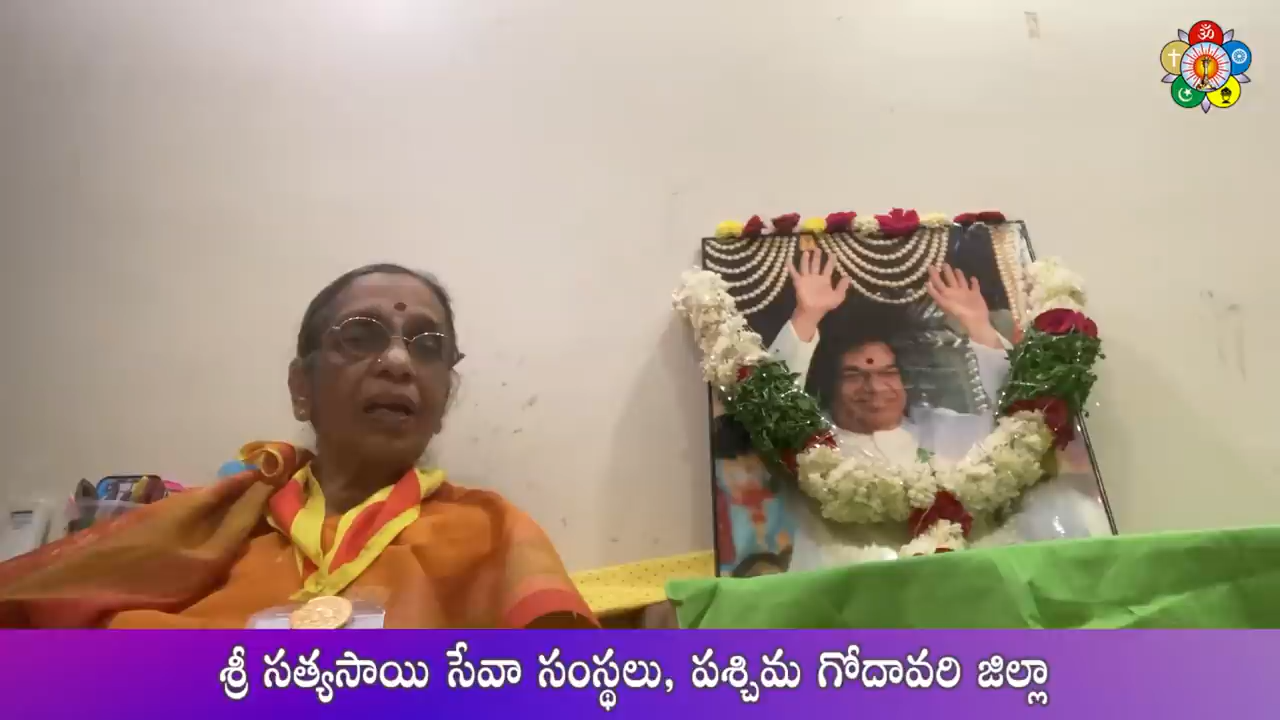 ॐ
శ్రీ సత్యసాయి సేవా సంస్థలు, పశ్చిమ గోదావరి జిల్లా